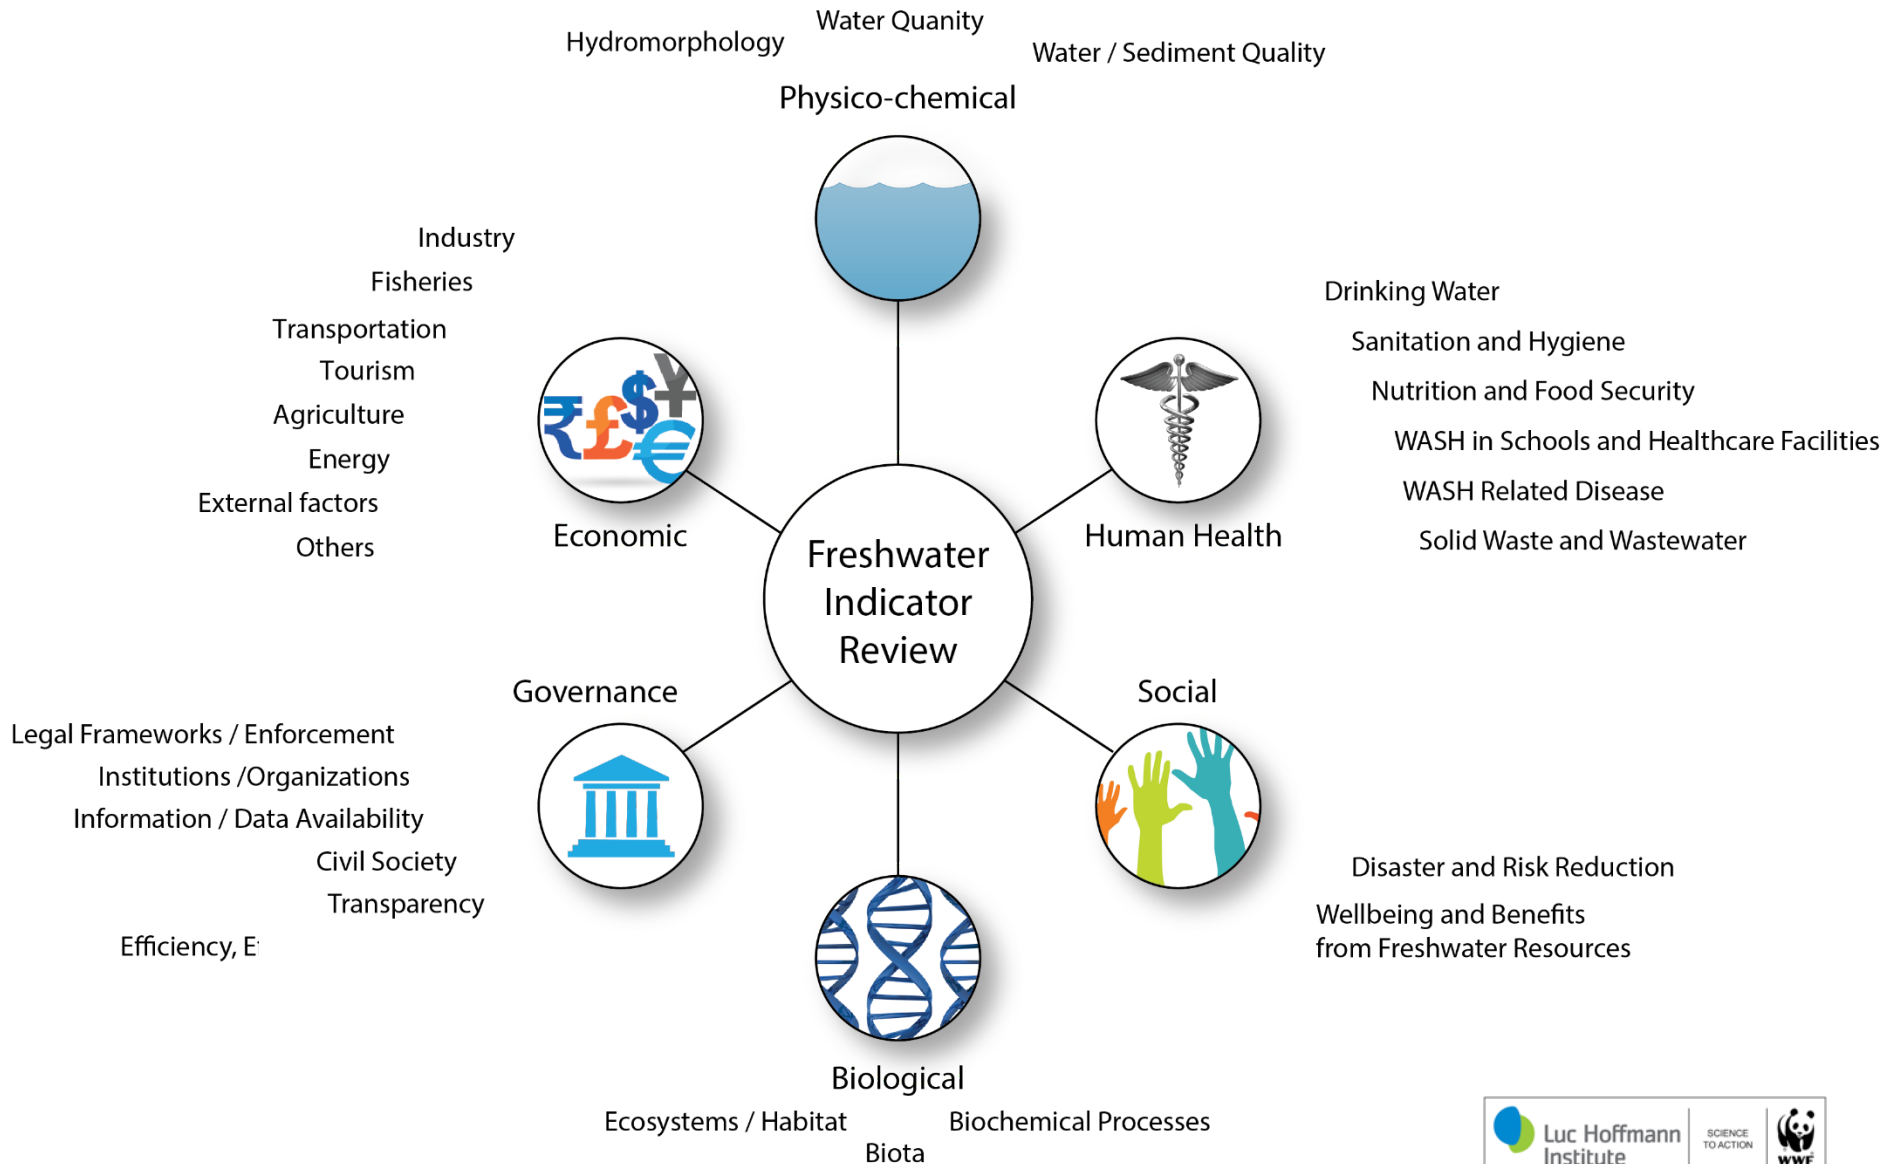 Water Quanity
Hydromorphology
Water / Sediment Quality
Physico-chemical
Industry
Fisheries
Transportation
Tourism
Agriculture
Energy
External factors
Others
Economic
Drinking Water
Sanitation and Hygiene
Nutrition and Food Security
WASH in Schools and Healthcare Facilities
WASH Related Disease
Solid Waste and Wastewater
Human Health
Freshwater
Indicator
Review
Governance
Legal Frameworks / Enforcement
Institutions /Organizations
Information / Data Availability
Civil Society
Transparency
Efficiency,
Social
Disaster and Risk Reduction
Wellbeing and Benefits
from Freshwater Resources
Biological
Ecosystems / Habitat
Biochemical Processes
Biota
Luc Hoffmann
Institute
SCIENCE
TO ACTION
WWF